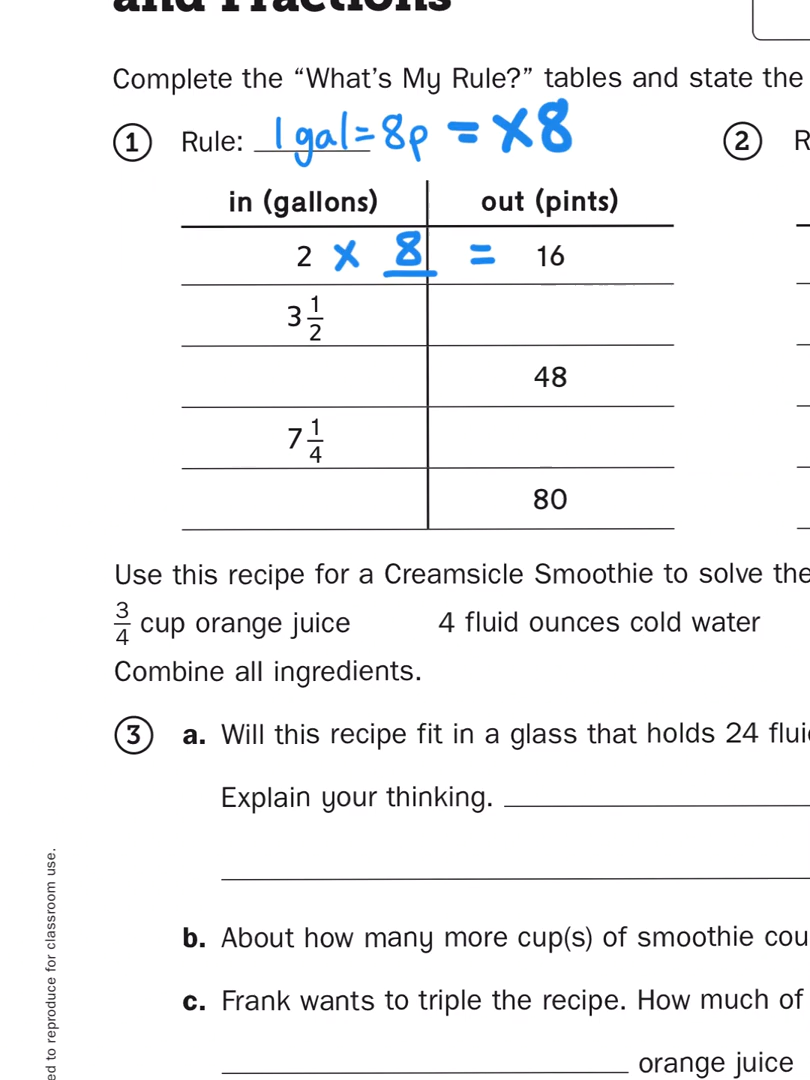 and Fractions
Complete the “What’s My Rule?” tables and state the
1 Rule: 1 gal = 8p = ×8
2 R
in (gallons) out (pints)
2 × 8 = 16
3 1/2
48
7 1/4
80
Use this recipe for a Creamsicle Smoothie to solve the
3/4 cup orange juice 4 fluid ounces cold water
Combine all ingredients.
3 a. Will this recipe fit in a glass that holds 24 flui
Explain your thinking.
b. About how many more cup(s) of smoothie cou
c. Frank wants to triple the recipe. How much of
orange juice
ed to reproduce for classroom use.